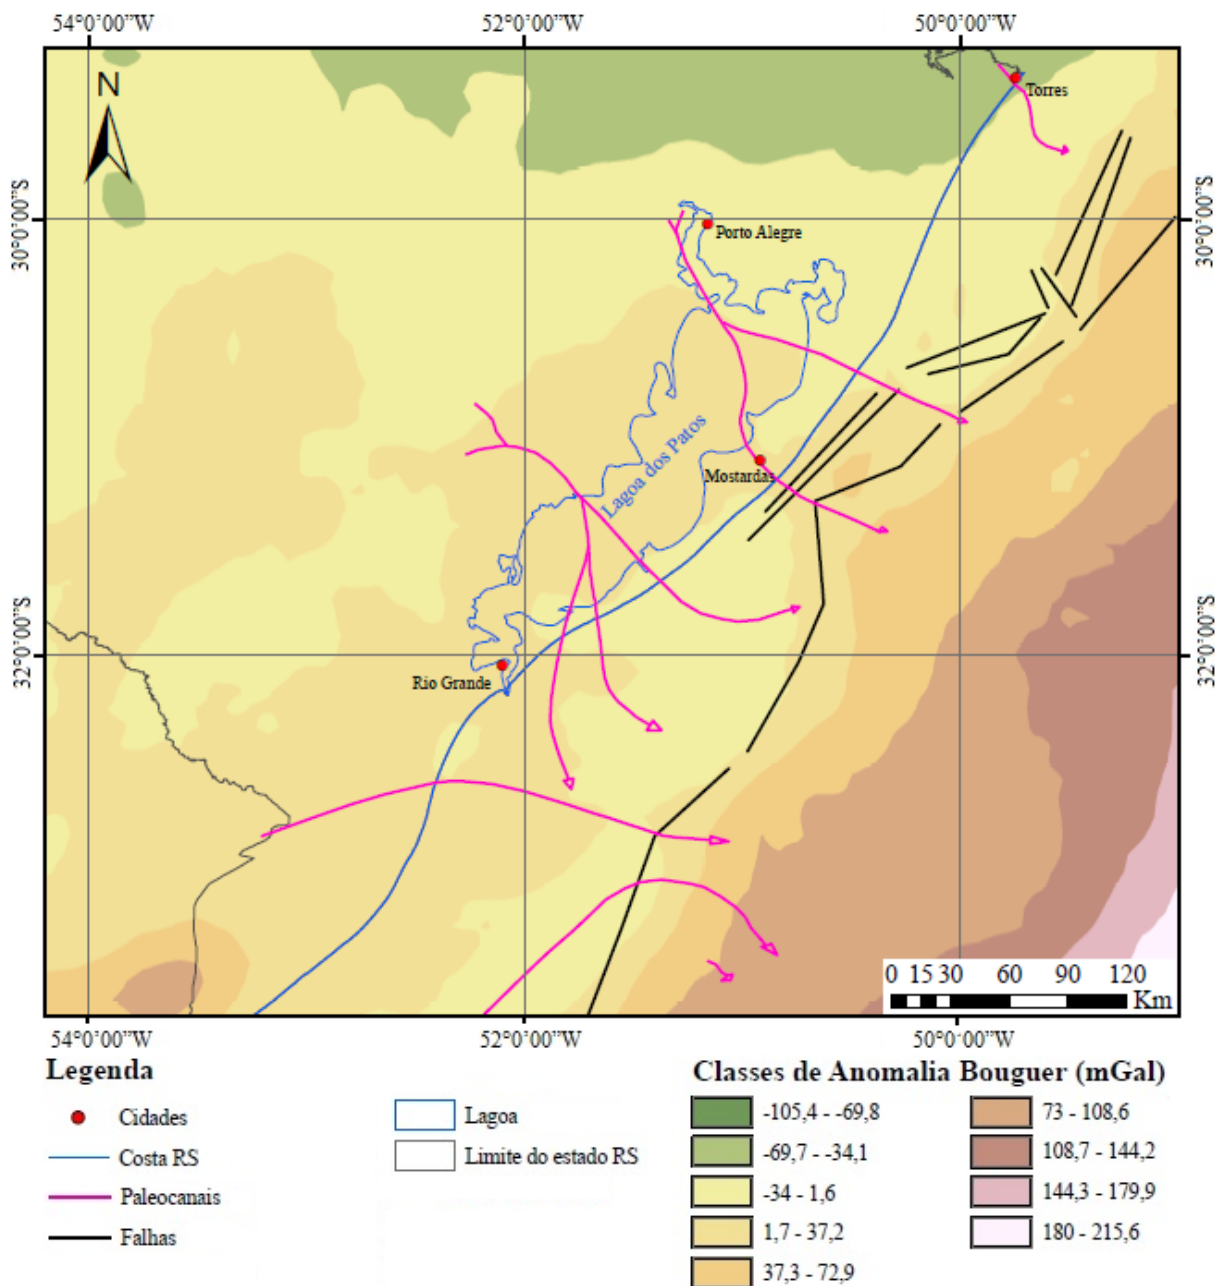 54°0'00"W 52°0'00"W 50°0'00"W
N
Torres
30°0'00"S 30°0'00"S
Porto Alegre
Lagoa dos Patos
Mostardas
32°0'00"S 32°0'00"S
Rio Grande
0 15 30 60 90 120
Km
54°0'00"W 52°0'00"W 50°0'00"W
Legenda
Cidades
Costa RS
Paleocanais
Falhas
Lagoa
Limite do estado RS
Classes de Anomalia Bouguer (mGal)
-105,4 - -69,8
-69,7 - -34,1
-34 - 1,6
1,7 - 37,2
37,3 - 72,9
73 - 108,6
108,7 - 144,2
144,3 - 179,9
180 - 215,6